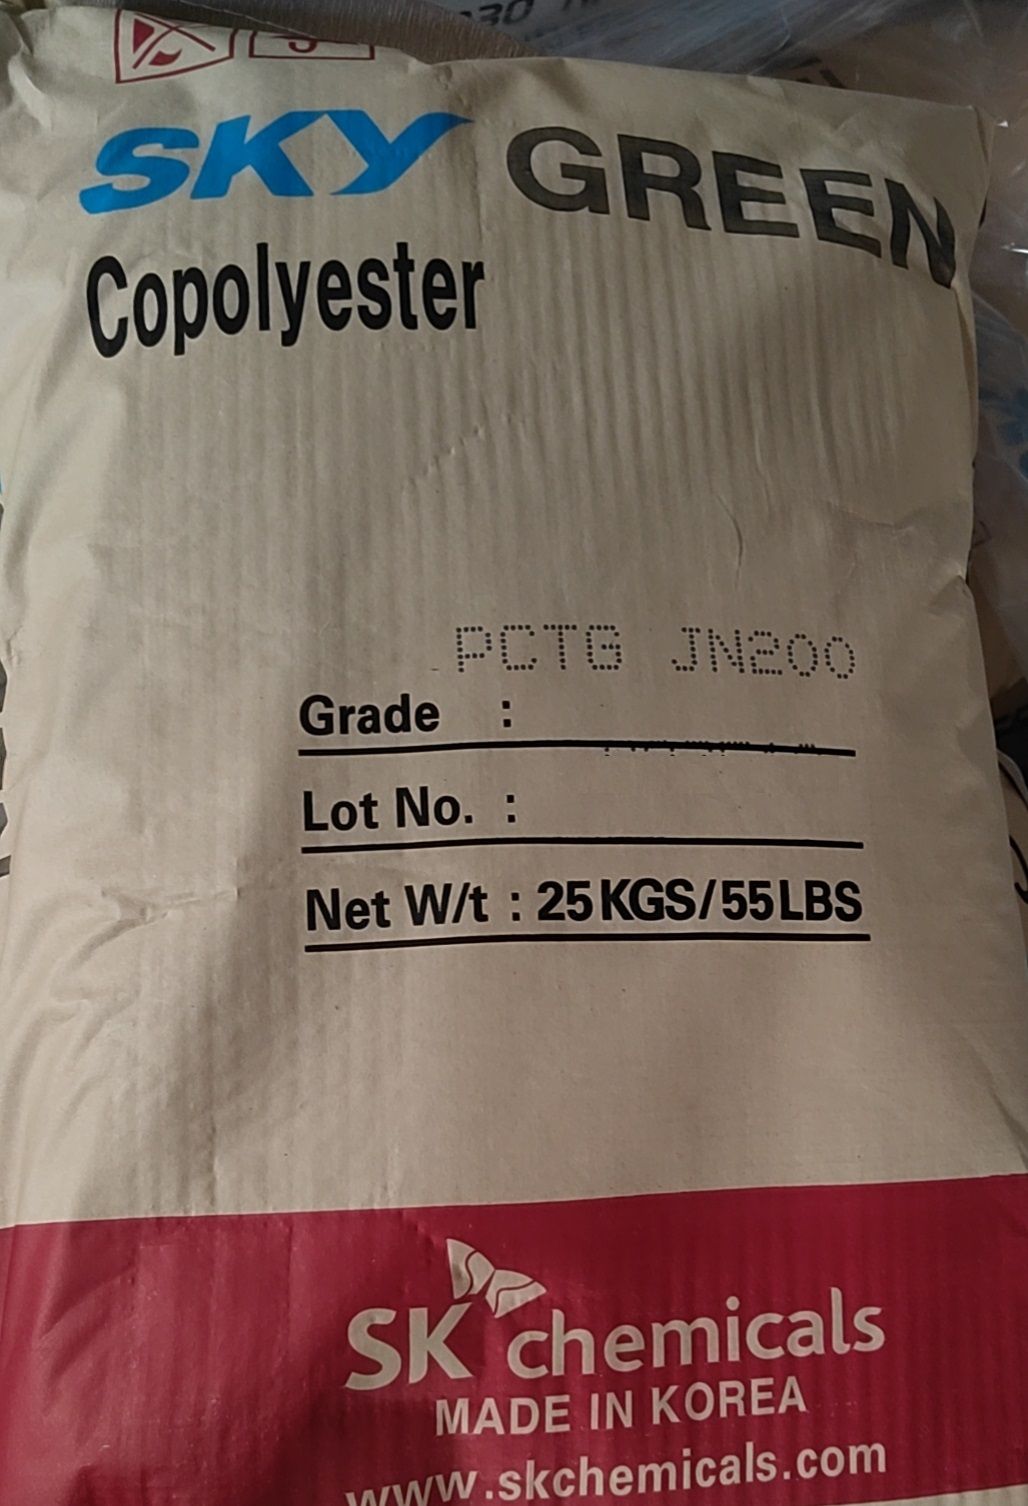 SKY GREEN
Copolyester
PCTG JN200
Grade :
Lot No. :
Net W/t : 25KGS/55LBS
SK chemicals
MADE IN KOREA
www.skchemicals.com